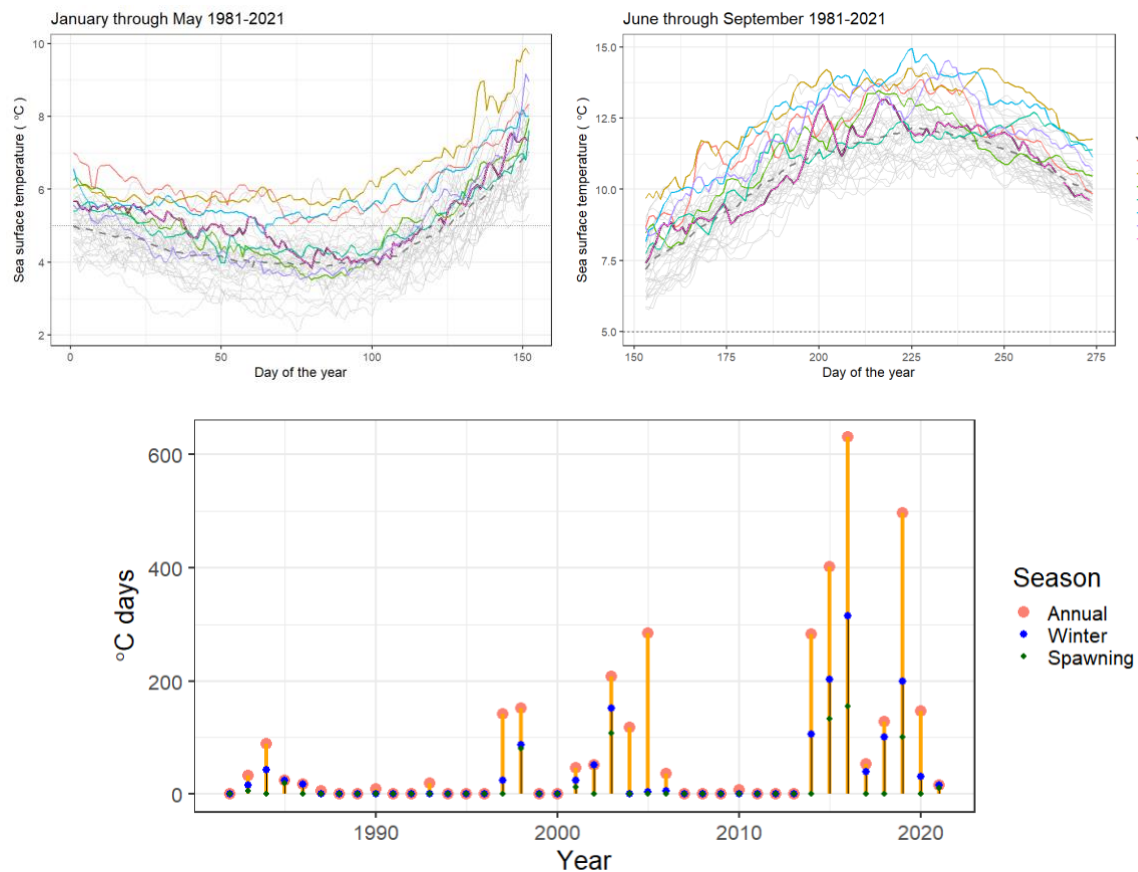 January through May 1981-2021
10
8
6
4
2
Sea surface temperature ( °C )
0
50
100
150
Day of the year
June through September 1981-2021
15.0
12.5
10.0
7.5
5.0
Sea surface temperature ( °C )
150
175
200
225
250
275
Day of the year
600
400
200
0
°C days
1990
2000
2010
2020
Year
Season
Annual
Winter
Spawning